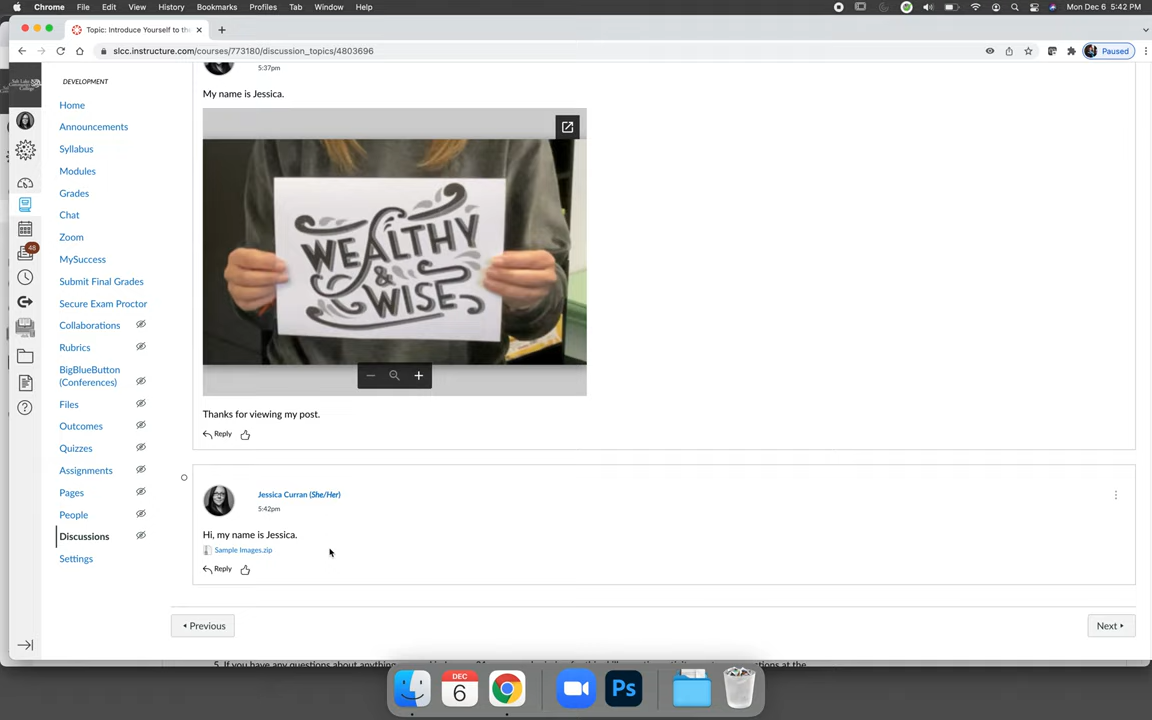 Chrome File Edit View History Bookmarks Profiles Tab Window Help Mon Dec 6 5:42 PM
Topic: Introduce Yourself to the
slcc.instructure.com/courses/773180/discussion_topics/4803696
Paused
DEVELOPMENT
Home
Announcements
Syllabus
Modules
Grades
Chat
Zoom
MySuccess
Submit Final Grades
Secure Exam Proctor
Collaborations
Rubrics
BigBlueButton
(Conferences)
Files
Outcomes
Quizzes
Assignments
Pages
People
Discussions
Settings
48
5:37pm
My name is Jessica.
WEALTHY
&
WISE
Thanks for viewing my post.
Reply
Jessica Curran (She/Her)
5:42pm
Hi, my name is Jessica.
Sample Images.zip
Reply
Previous
Next
DEC
6
Ps